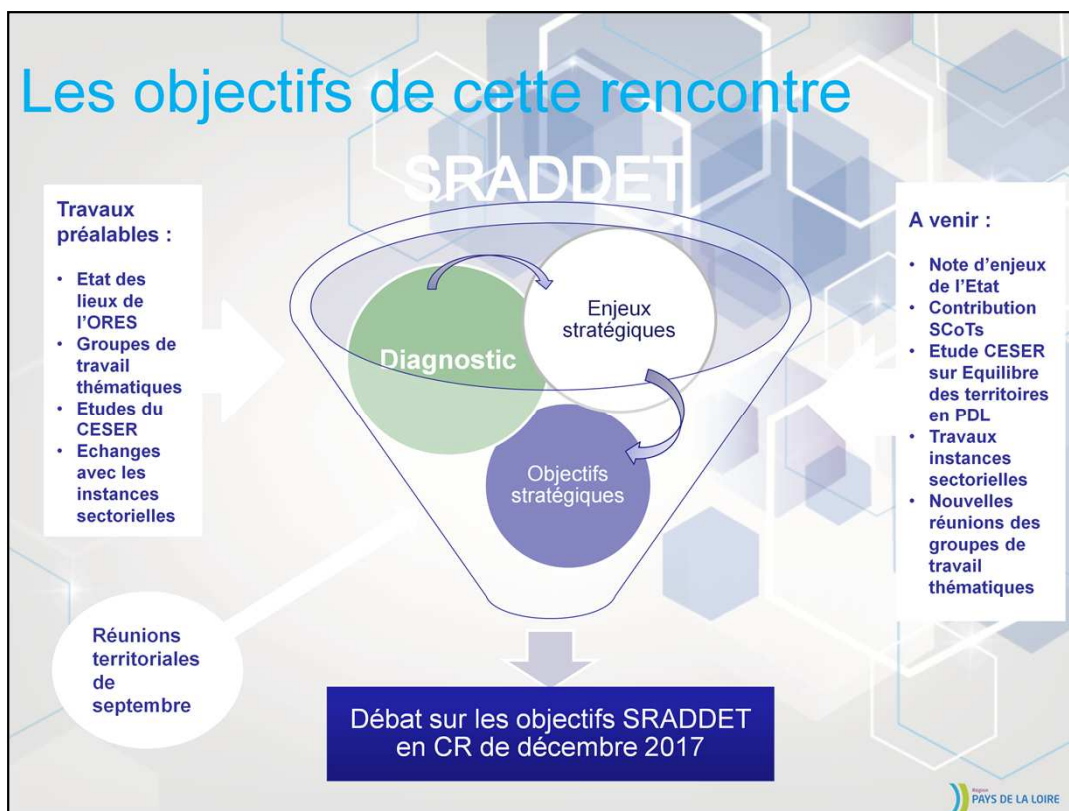 Les objectifs de cette rencontre
SRADDET
Travaux
préalables :
• Etat des
lieux de
l'ORES
• Groupes de
travail
thématiques
• Etudes du
CESER
• Echanges
avec les
instances
sectorielles
Réunions
territoriales
de
septembre
Diagnostic
Enjeux
stratégiques
Objectifs
stratégiques
A venir :
• Note d'enjeux
de l'Etat
• Contribution
SCoTs
• Etude CESER
sur Equilibre
des territoires
en PDL
• Travaux
instances
sectorielles
• Nouvelles
réunions des
groupes de
travail
thématiques
Débat sur les objectifs SRADDET
en CR de décembre 2017
Région
PAYS DE LA LOIRE